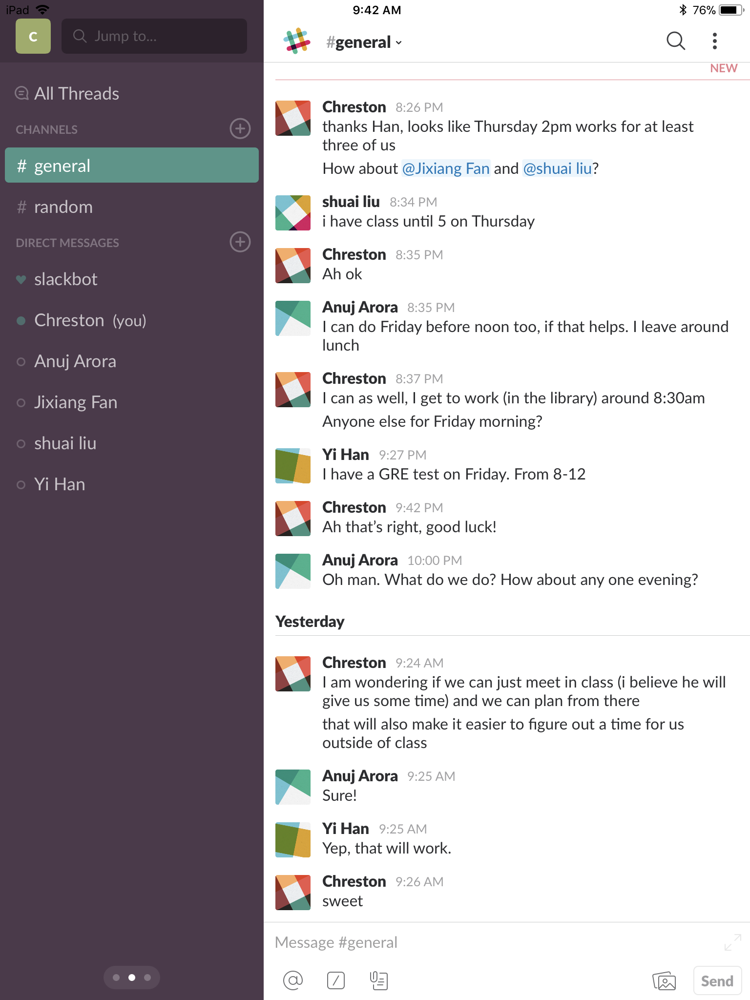 iPad
9:42 AM
76%
C
Jump to...
All Threads
CHANNELS
# general
# random
DIRECT MESSAGES
slackbot
Chreston (you)
Anuj Arora
Jixiang Fan
shuai liu
Yi Han
#general
NEW
Chreston 8:26 PM
thanks Han, looks like Thursday 2pm works for at least
three of us
How about @Jixiang Fan and @shuai liu?
shuai liu 8:34 PM
i have class until 5 on Thursday
Chreston 8:35 PM
Ah ok
Anuj Arora 8:35 PM
I can do Friday before noon too, if that helps. I leave around
lunch
Chreston 8:37 PM
I can as well, I get to work (in the library) around 8:30am
Anyone else for Friday morning?
Yi Han 9:27 PM
I have a GRE test on Friday. From 8-12
Chreston 9:42 PM
Ah that’s right, good luck!
Anuj Arora 10:00 PM
Oh man. What do we do? How about any one evening?
Yesterday
Chreston 9:24 AM
I am wondering if we can just meet in class (i believe he will
give us some time) and we can plan from there
that will also make it easier to figure out a time for us
outside of class
Anuj Arora 9:25 AM
Sure!
Yi Han 9:25 AM
Yep, that will work.
Chreston 9:26 AM
sweet
Message #general
Send